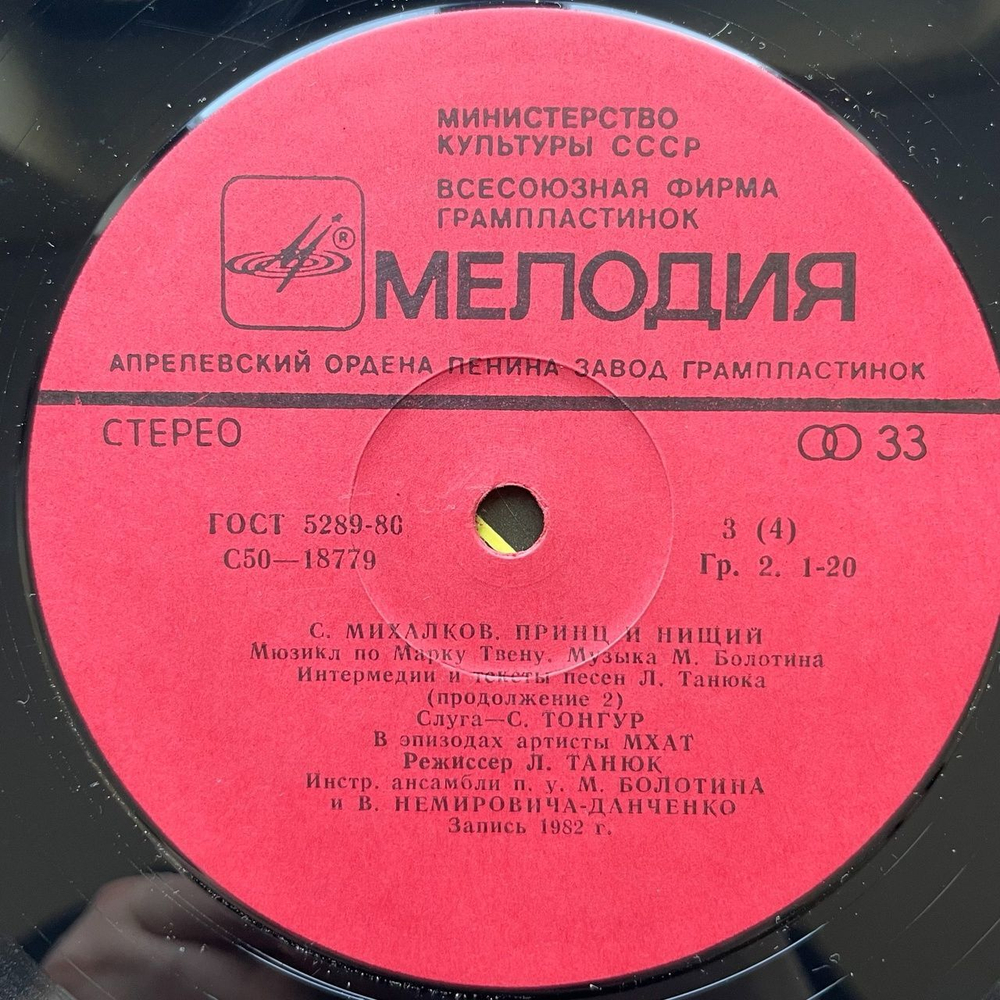 МИНИСТЕРСТВО
КУЛЬТУРЫ СССР
ВСЕСОЮЗНАЯ ФИРМА
ГРАМПЛАСТИНОК
®
МЕЛОДИЯ
АПРЕЛЕВСКИЙ ОРДЕНА ЛЕНИНА ЗАВОД ГРАМПЛАСТИНОК
СТЕРЕО
33
ГОСТ 5289-80
С50—18779
3 (4)
Гр. 2. 1-20
С. МИХАЛКОВ. ПРИНЦ И НИЩИЙ
Мюзикл по Марку Твену. Музыка М. Болотина
Интермедии и тексты песен Л. Танюка
(продолжение 2)
Слуга—С. ТОНГУР
В эпизодах артисты МХАТ
Режиссер Л. ТАНЮК
Инстр. ансамбли п. у. М. БОЛОТИНА
и В. НЕМИРОВИЧА-ДАНЧЕНКО
Запись 1982 г.